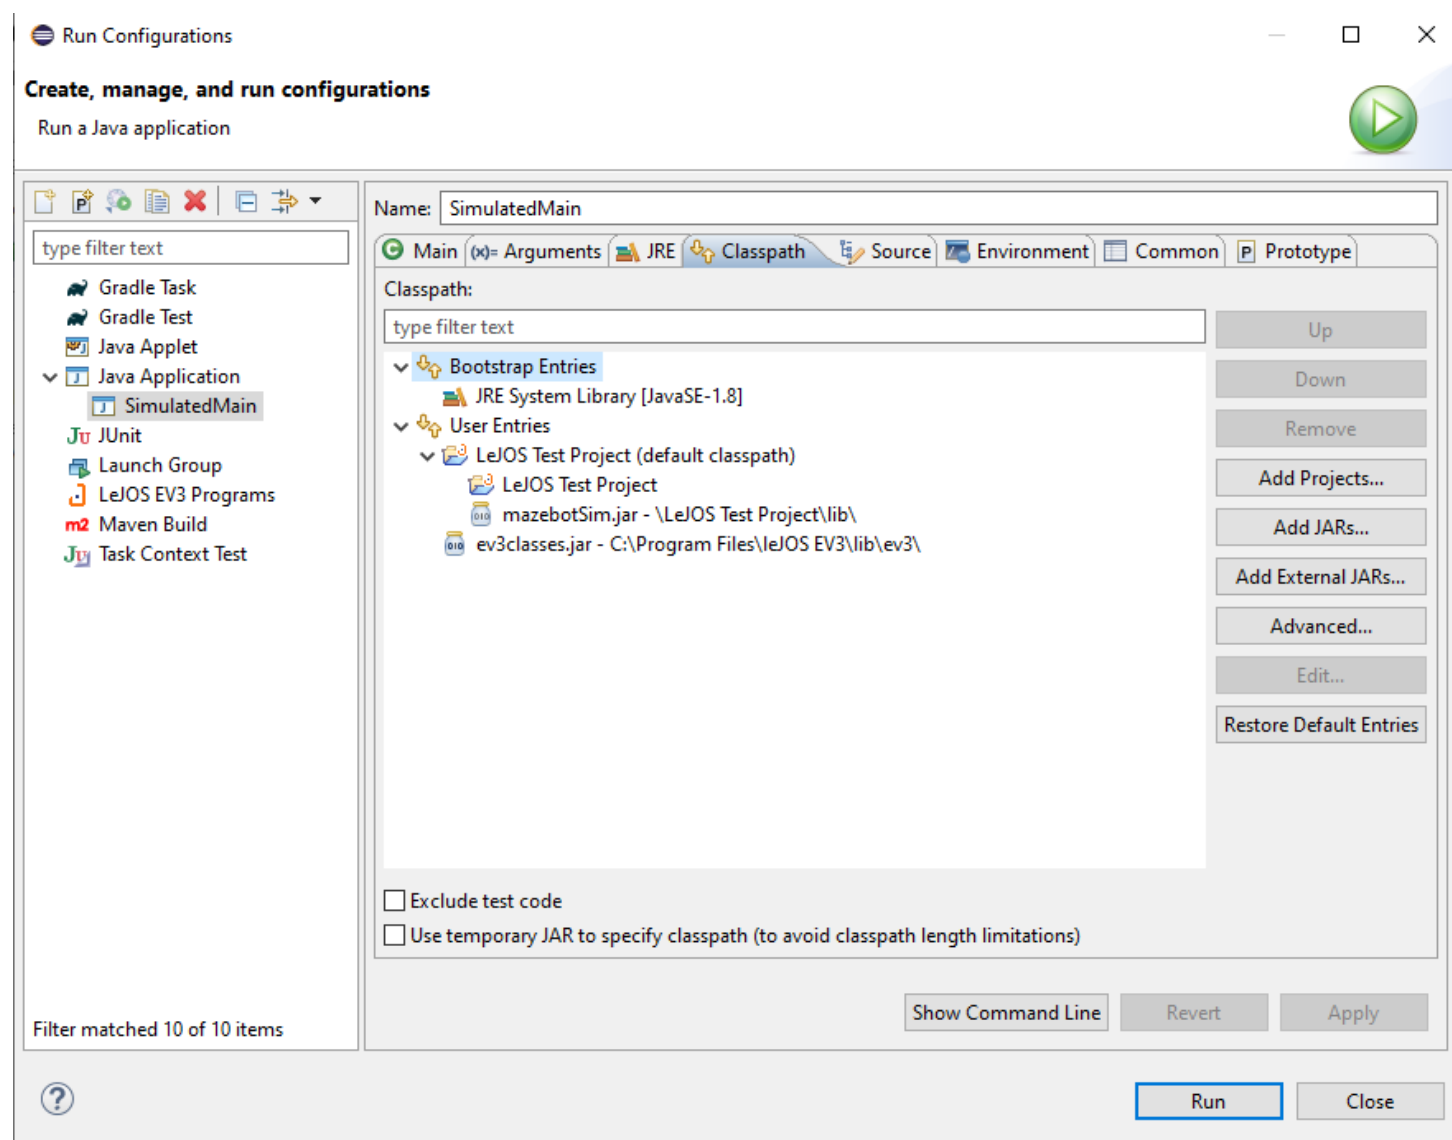 Run Configurations
Create, manage, and run configurations
Run a Java application
type filter text
Gradle Task
Gradle Test
Java Applet
Java Application
SimulatedMain
JUnit
Launch Group
LeJOS EV3 Programs
Maven Build
Task Context Test
Filter matched 10 of 10 items
Name: SimulatedMain
Main (x)= Arguments JRE Classpath Source Environment Common Prototype
Classpath:
type filter text
Bootstrap Entries
JRE System Library [JavaSE-1.8]
User Entries
LeJOS Test Project (default classpath)
LeJOS Test Project
mazebotSim.jar - \LeJOS Test Project\lib\
ev3classes.jar - C:\Program Files\leJOS EV3\lib\ev3\
Up
Down
Remove
Add Projects...
Add JARs...
Add External JARs...
Advanced...
Edit...
Restore Default Entries
Exclude test code
Use temporary JAR to specify classpath (to avoid classpath length limitations)
Show Command Line Revert Apply
Run Close